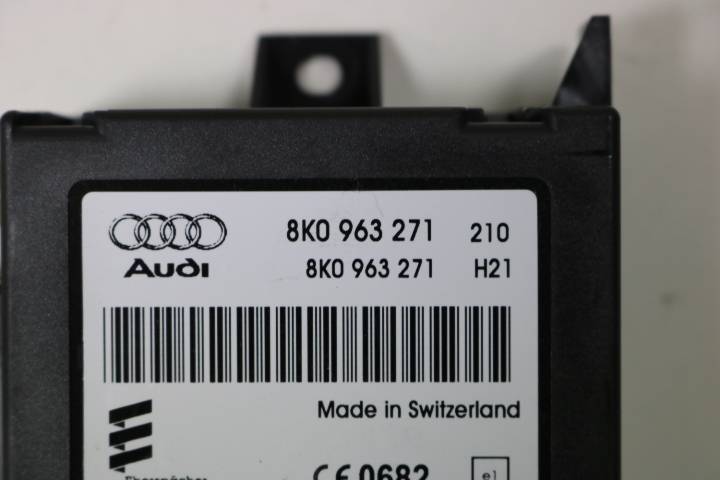 8K0 963 271 210
Audi 8K0 963 271 H21
Made in Switzerland
CE 0682 e1